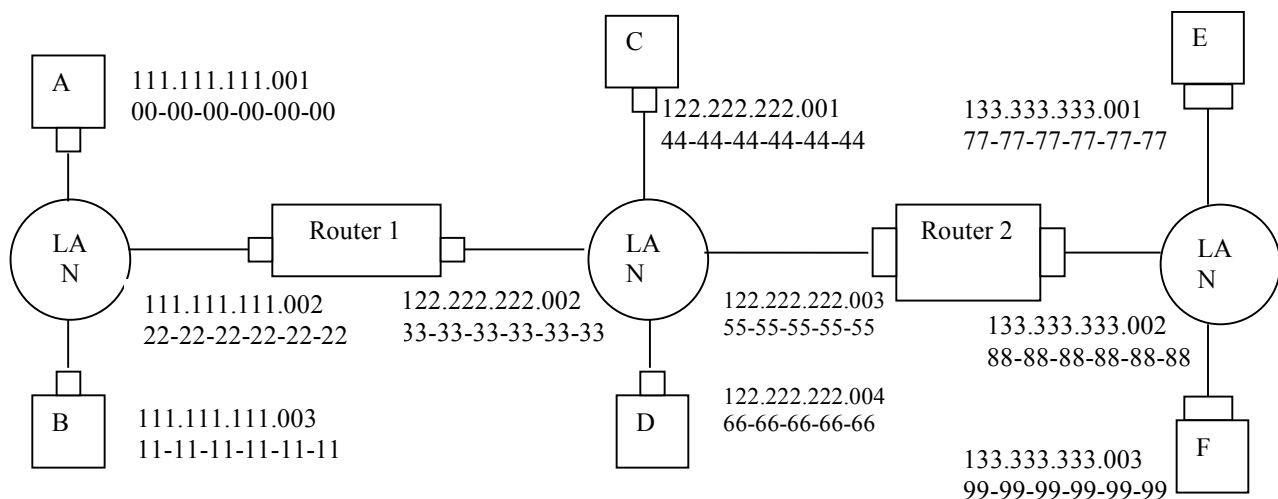 A
111.111.111.001
00-00-00-00-00-00
C
122.222.222.001
44-44-44-44-44-44
E
133.333.333.001
77-77-77-77-77-77
LA
N
Router 1
LA
N
Router 2
LA
N
111.111.111.002
22-22-22-22-22-22
122.222.222.002
33-33-33-33-33-33
122.222.222.003
55-55-55-55-55
133.333.333.002
88-88-88-88-88-88
B
111.111.111.003
11-11-11-11-11-11
D
122.222.222.004
66-66-66-66-66
F
133.333.333.003
99-99-99-99-99-99